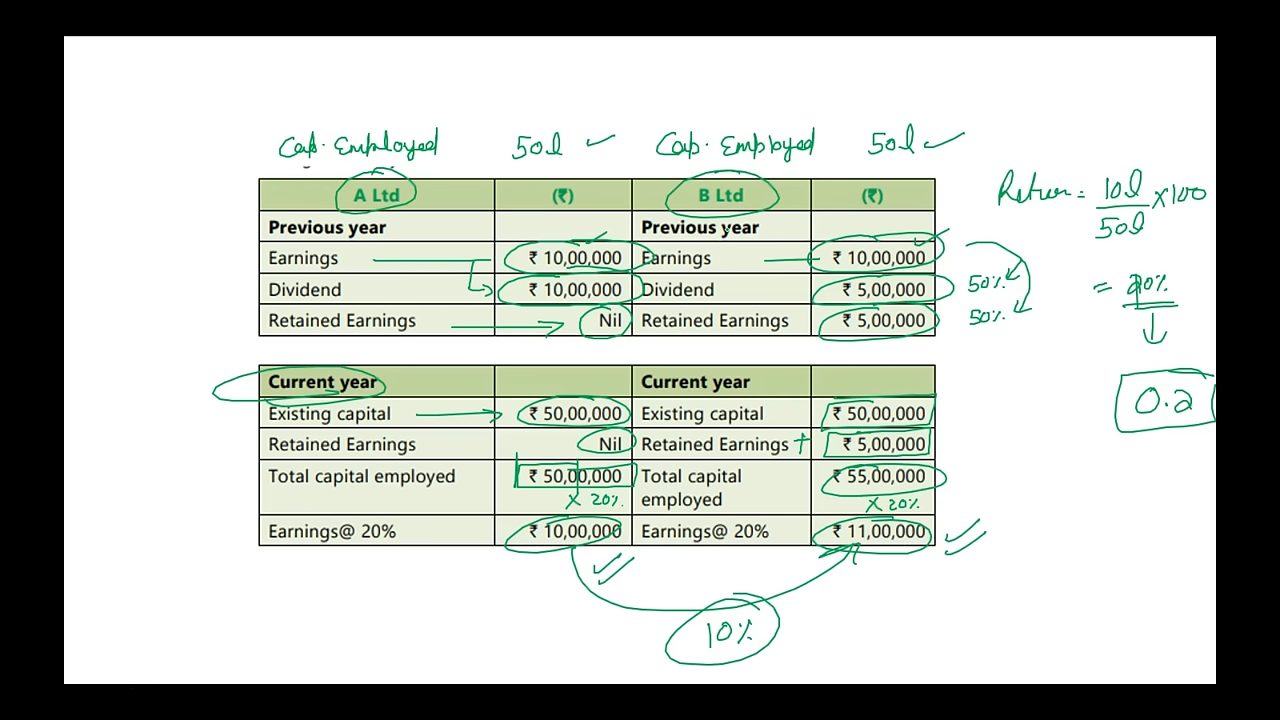 Cap. Employed 50l Cap. Employed 50l
A Ltd (₹) B Ltd (₹)
Previous year Previous year
Earnings ₹ 10,00,000 Earnings ₹ 10,00,000
Dividend ₹ 10,00,000 Dividend ₹ 5,00,000
Retained Earnings Nil Retained Earnings ₹ 5,00,000
50%
50%
Return = 10l / 50l × 100
= 20%
0.2
Current year Current year
Existing capital ₹ 50,00,000 Existing capital ₹ 50,00,000
Retained Earnings Nil Retained Earnings + ₹ 5,00,000
Total capital employed ₹ 50,00,000 Total capital ₹ 55,00,000
employed
× 20% × 20%
Earnings@ 20% ₹ 10,00,000 Earnings@ 20% ₹ 11,00,000
10%